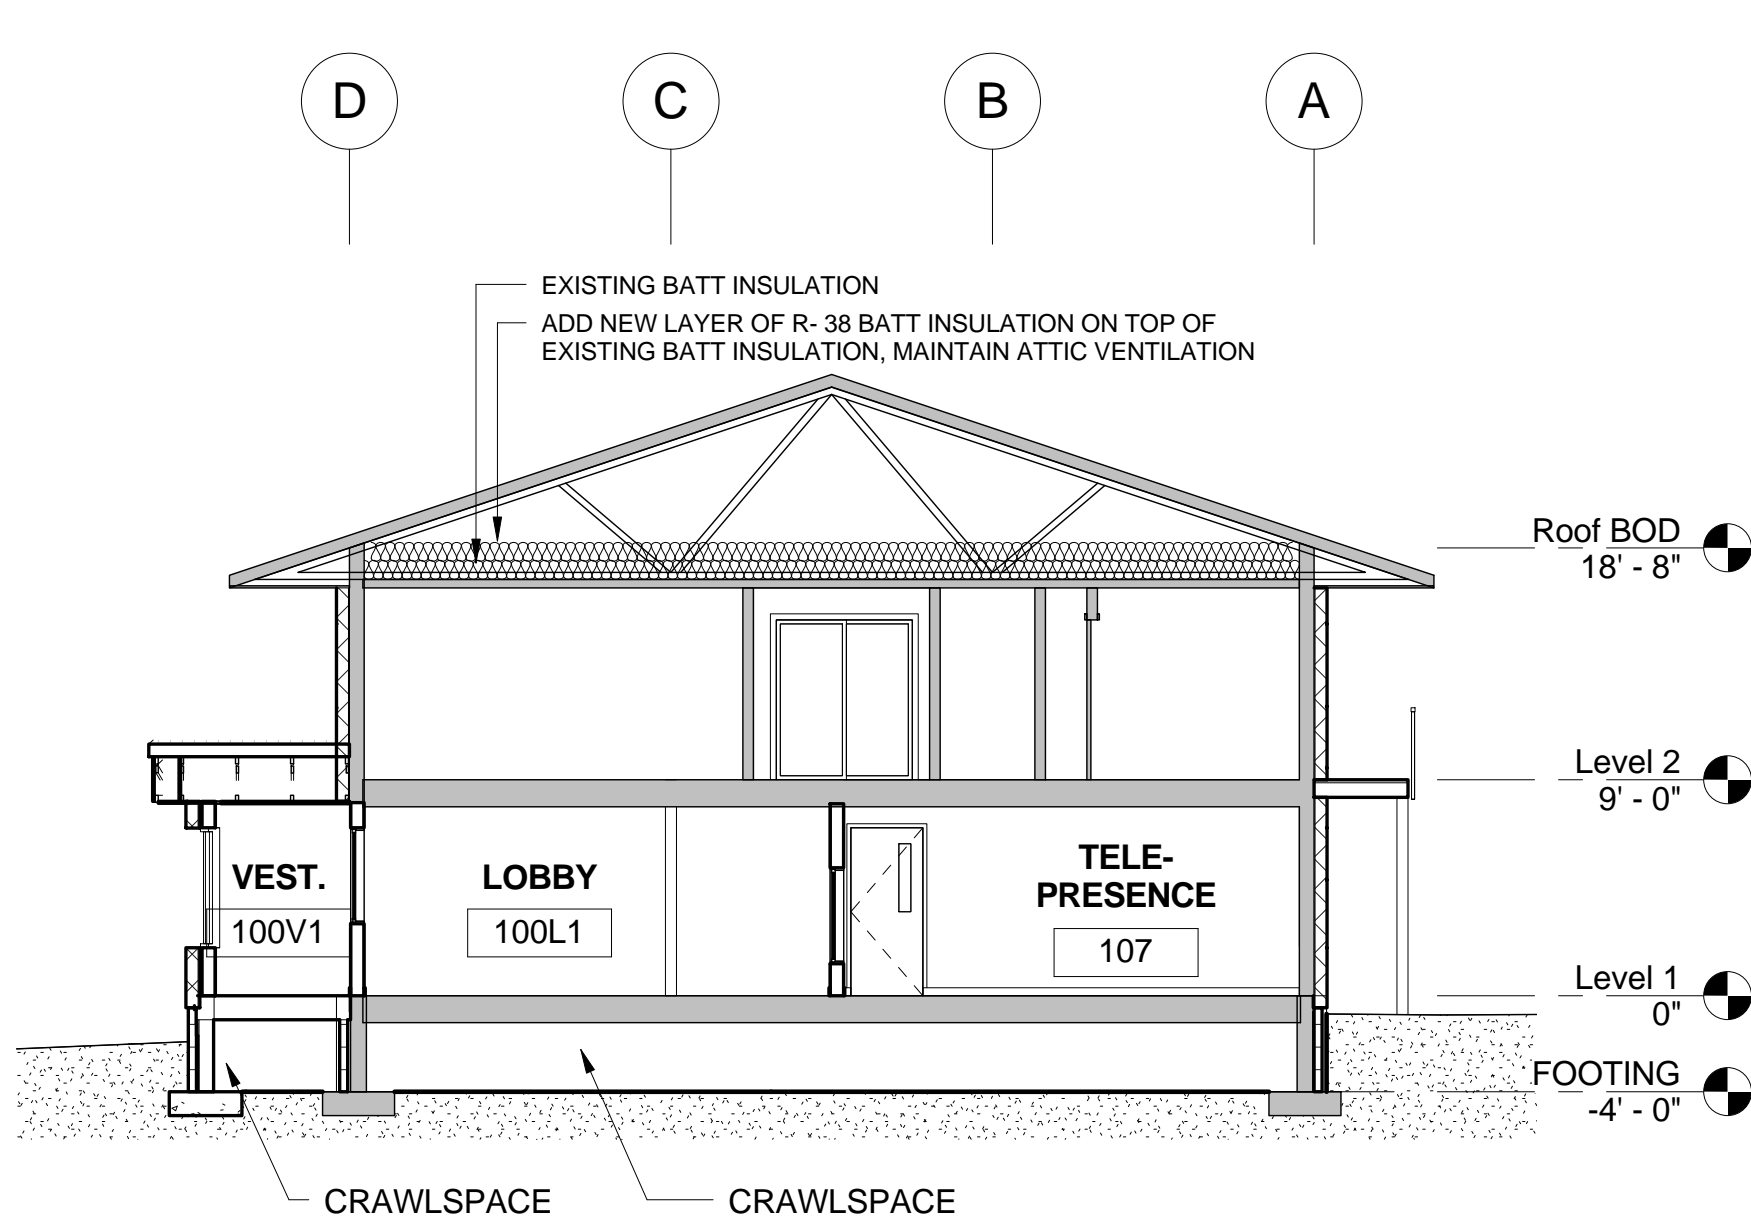 D
C
B
A
EXISTING BATT INSULATION
ADD NEW LAYER OF R- 38 BATT INSULATION ON TOP OF
EXISTING BATT INSULATION, MAINTAIN ATTIC VENTILATION
Roof BOD
18' - 8"
Level 2
9' - 0"
VEST.
100V1
LOBBY
100L1
TELE-
PRESENCE
107
Level 1
0"
FOOTING
-4' - 0"
CRAWLSPACE
CRAWLSPACE